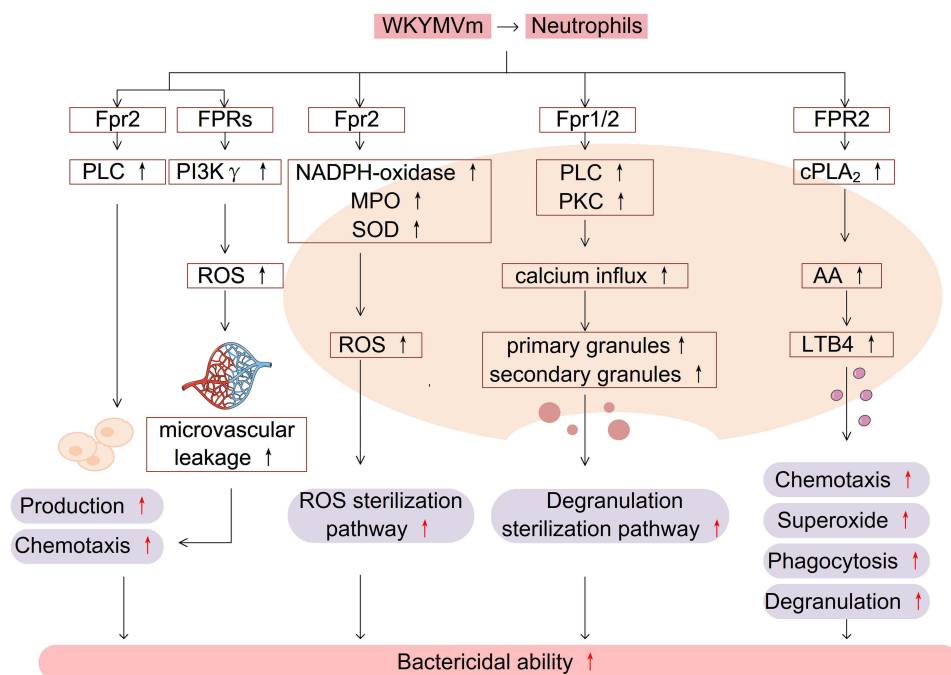 WKYMVm → Neutrophils
Fpr2
FPRs
Fpr2
Fpr1/2
FPR2
PLC ↑
PI3K γ ↑
NADPH-oxidase ↑
MPO ↑
SOD ↑
PLC ↑
PKC ↑
cPLA₂ ↑
ROS ↑
calcium influx ↑
AA ↑
ROS ↑
primary granules ↑
secondary granules ↑
LTB4 ↑
microvascular
leakage ↑
Production ↑
Chemotaxis ↑
ROS sterilization
pathway ↑
Degranulation
sterilization pathway ↑
Chemotaxis ↑
Superoxide ↑
Phagocytosis ↑
Degranulation ↑
Bactericidal ability ↑